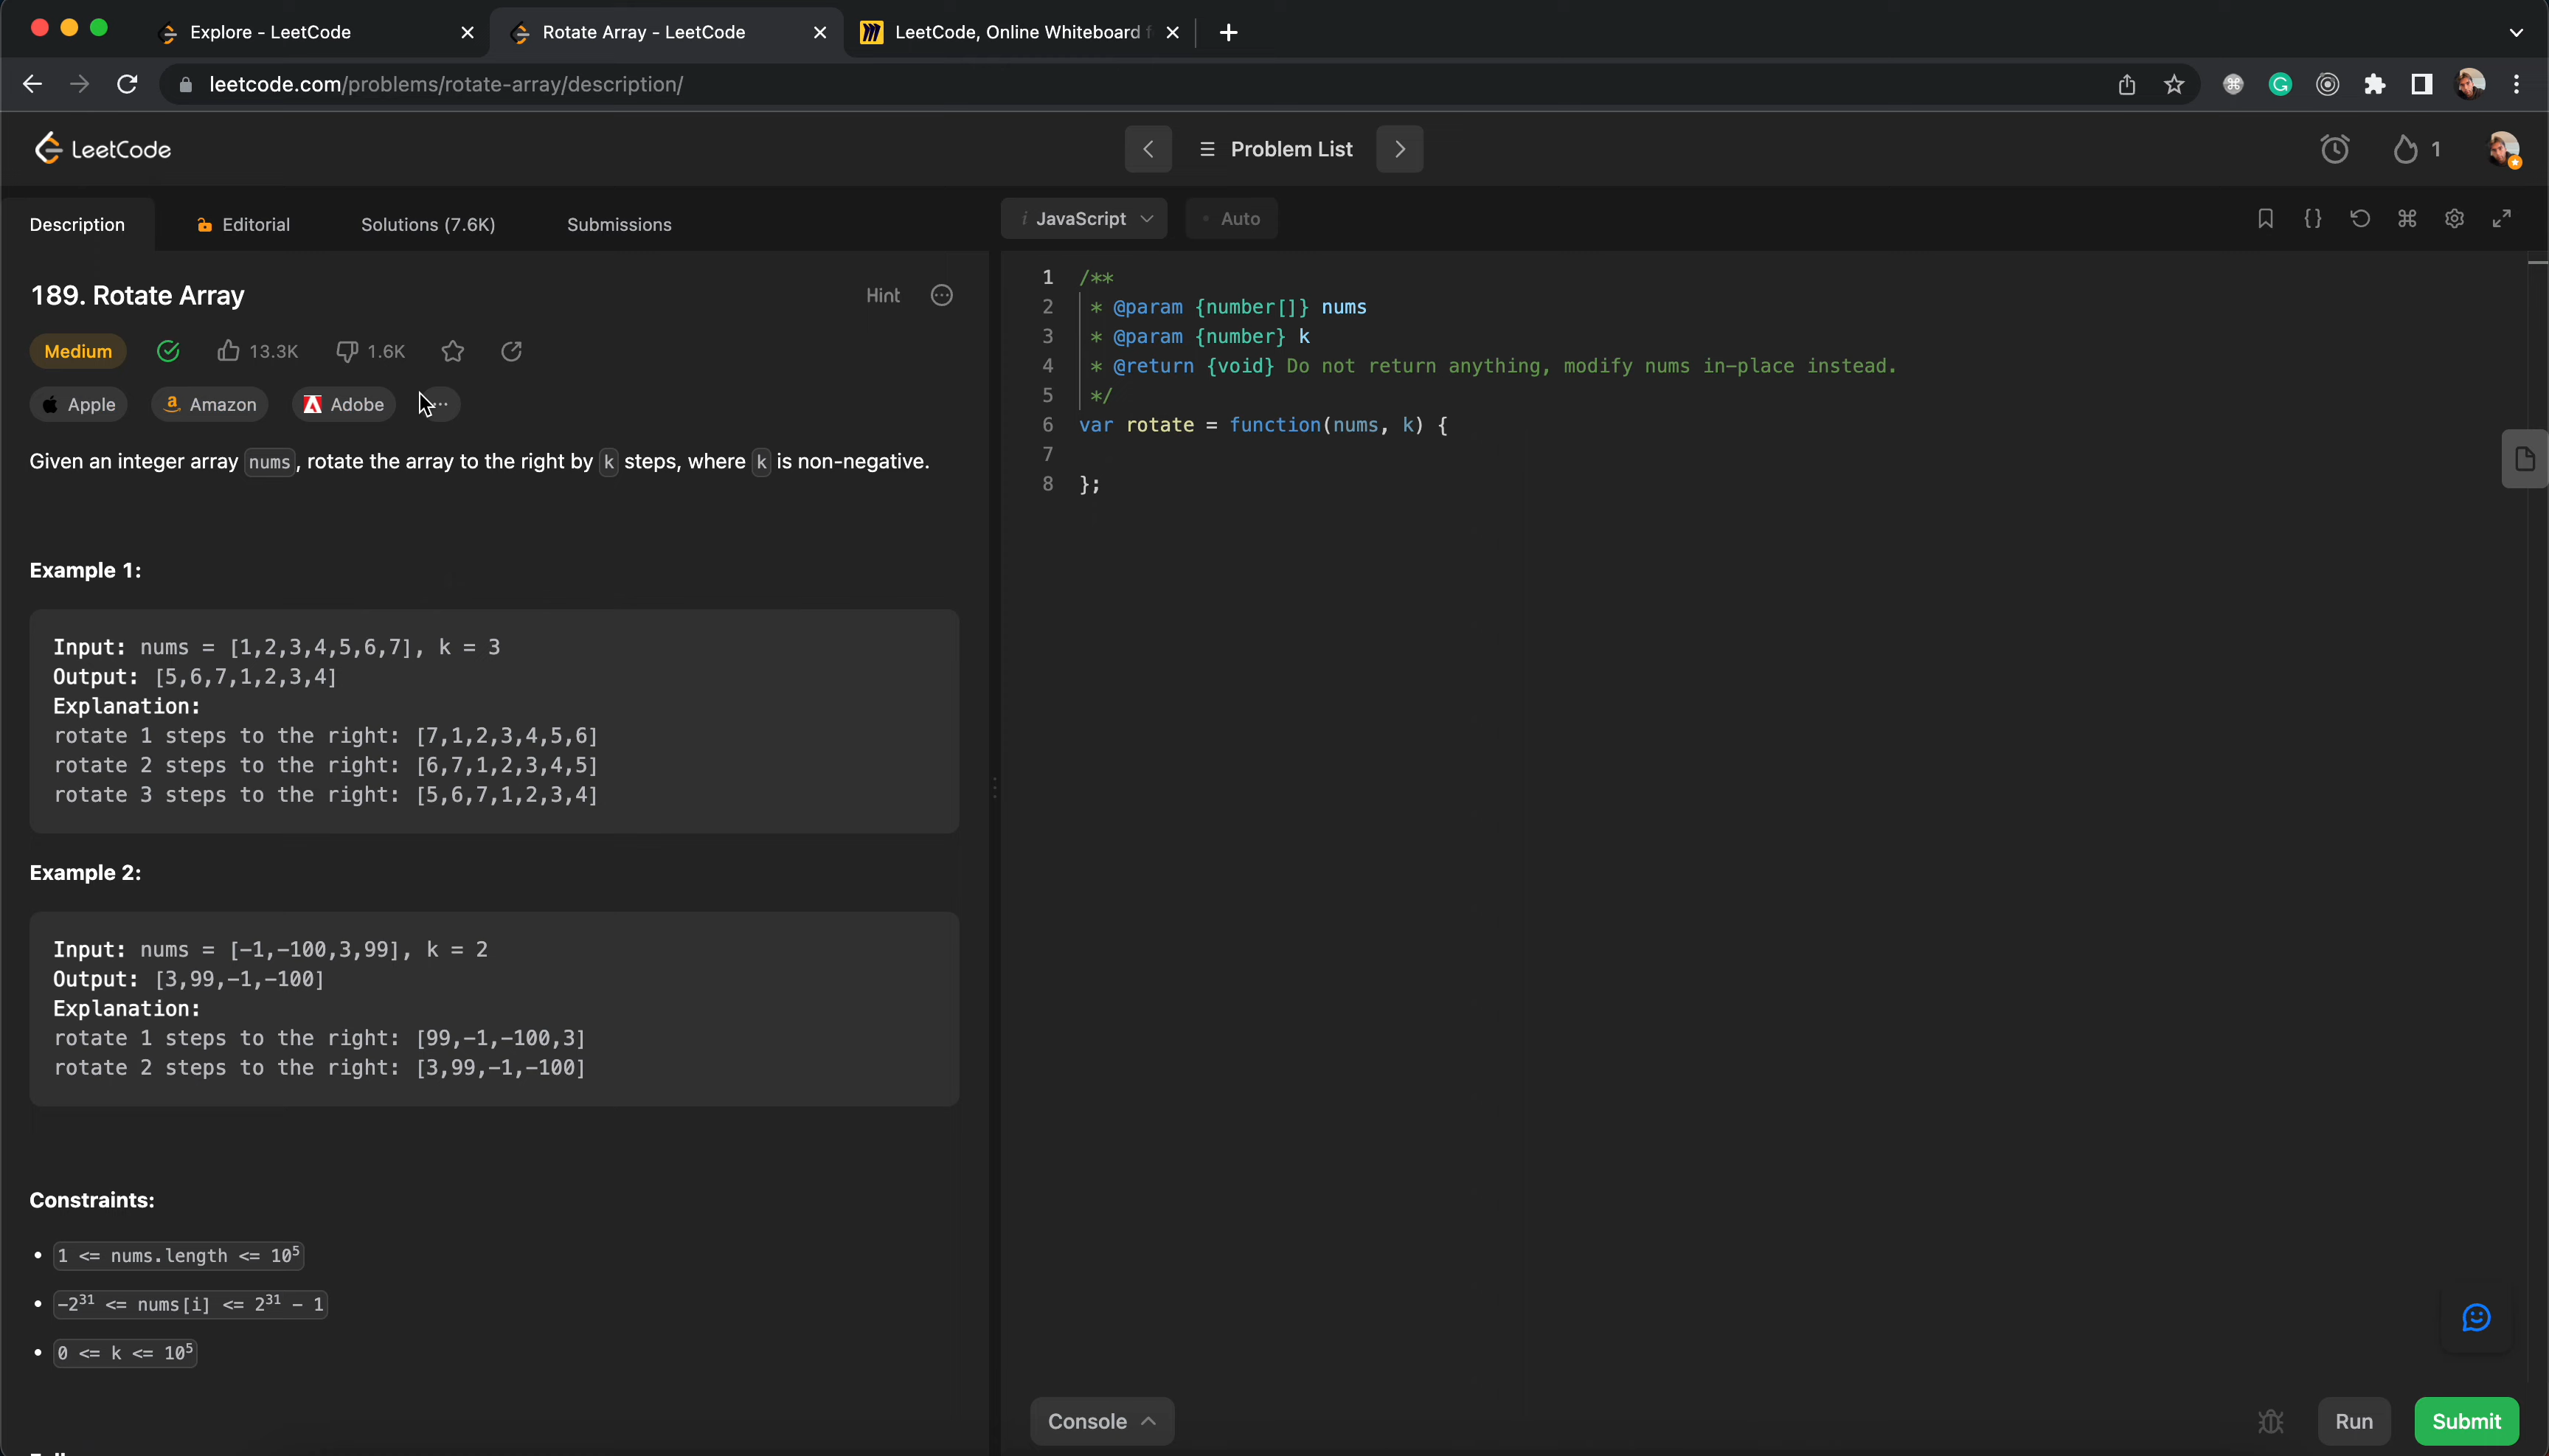 Explore - LeetCode
Rotate Array - LeetCode
LeetCode, Online Whiteboard f
leetcode.com/problems/rotate-array/description/
LeetCode
Problem List
1
Description
Editorial
Solutions (7.6K)
Submissions
189. Rotate Array
Hint
Medium
13.3K
1.6K
Apple
Amazon
Adobe
Given an integer array nums, rotate the array to the right by k steps, where k is non-negative.
Example 1:
Input: nums = [1,2,3,4,5,6,7], k = 3
Output: [5,6,7,1,2,3,4]
Explanation:
rotate 1 steps to the right: [7,1,2,3,4,5,6]
rotate 2 steps to the right: [6,7,1,2,3,4,5]
rotate 3 steps to the right: [5,6,7,1,2,3,4]
Example 2:
Input: nums = [-1,-100,3,99], k = 2
Output: [3,99,-1,-100]
Explanation:
rotate 1 steps to the right: [99,-1,-100,3]
rotate 2 steps to the right: [3,99,-1,-100]
Constraints:
• 1 <= nums.length <= 10⁵
• -2³¹ <= nums[i] <= 2³¹ - 1
• 0 <= k <= 10⁵
i JavaScript
Auto
1 /**
2 * @param {number[]} nums
3 * @param {number} k
4 * @return {void} Do not return anything, modify nums in-place instead.
5 */
6 var rotate = function(nums, k) {
7
8 };
Console
Run
Submit